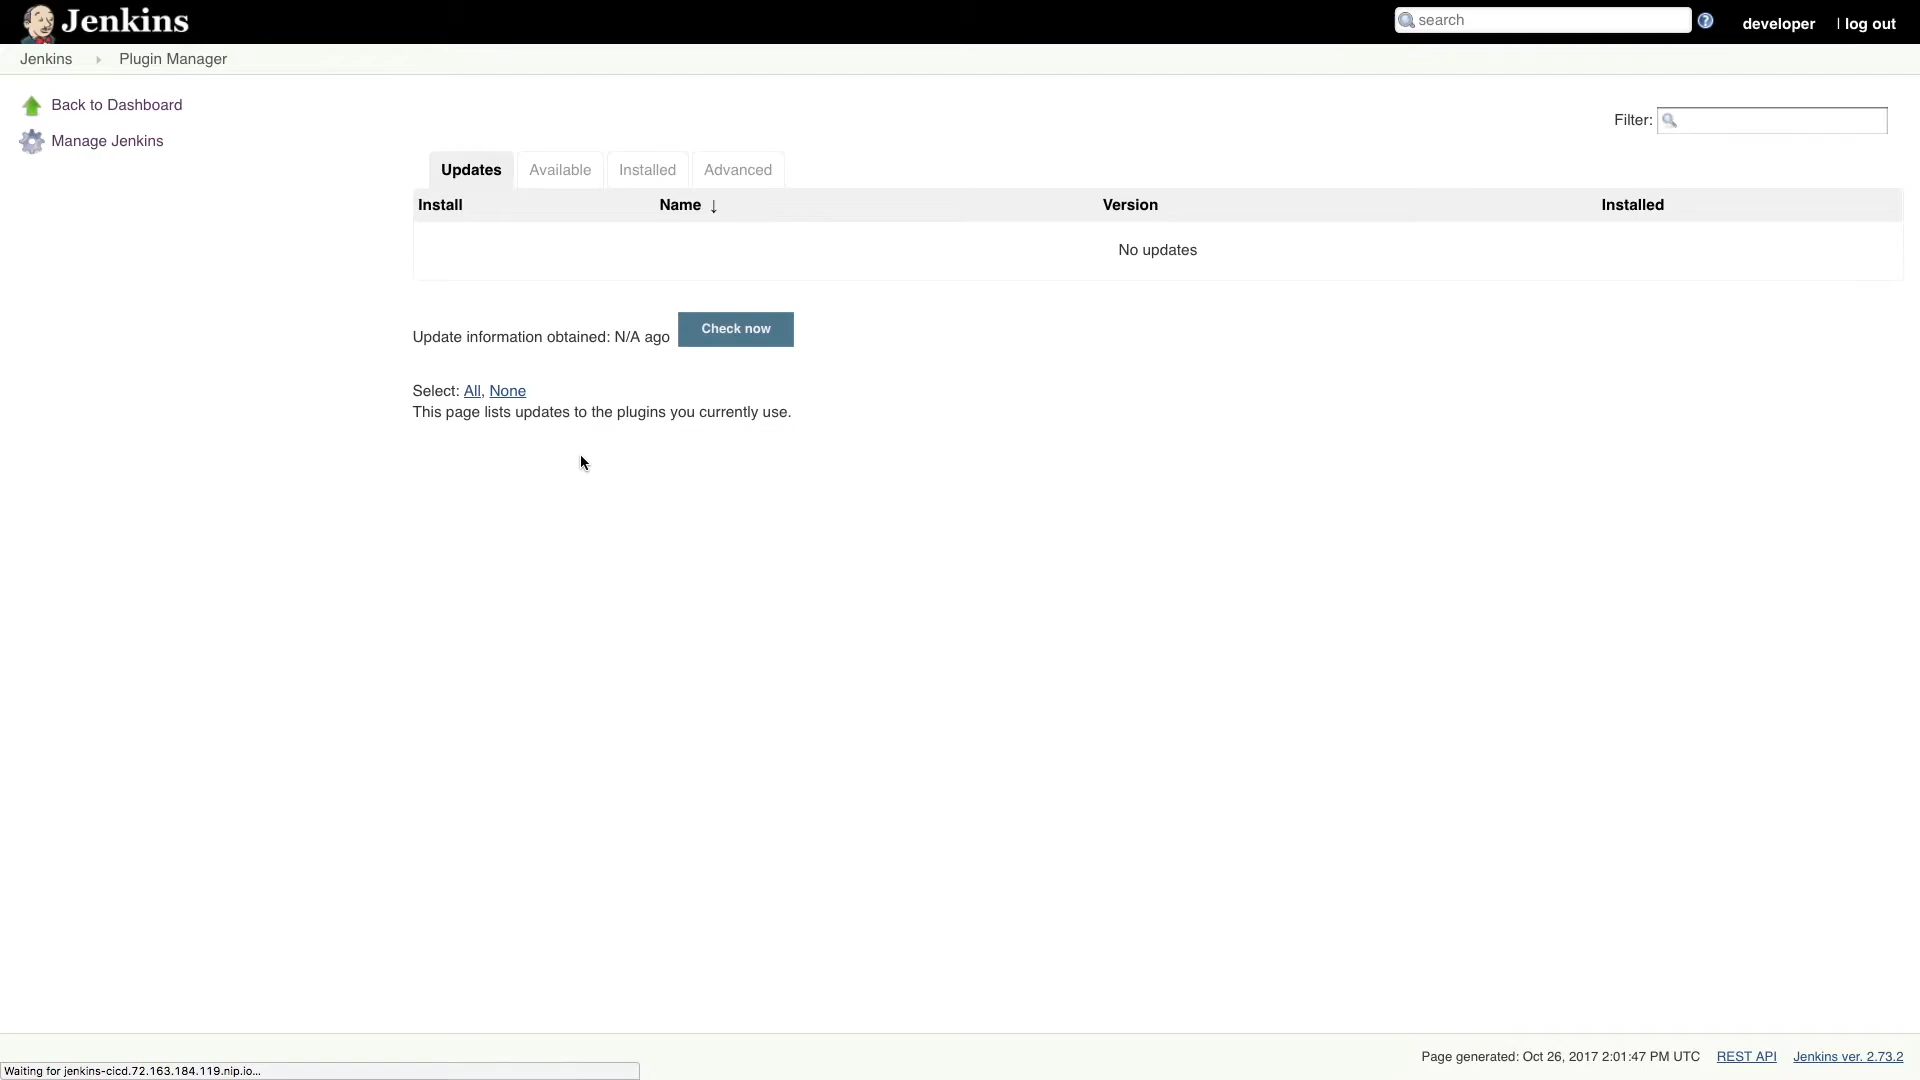 Jenkins
search
developer
| log out
Jenkins
Plugin Manager
Back to Dashboard
Manage Jenkins
Filter:
Updates
Available
Installed
Advanced
Install
Name ↓
Version
Installed
No updates
Update information obtained: N/A ago
Check now
Select: All, None
This page lists updates to the plugins you currently use.
Page generated: Oct 26, 2017 2:01:47 PM UTC
REST API
Jenkins ver. 2.73.2
Waiting for jenkins-cicd.72.163.184.119.nip.io...